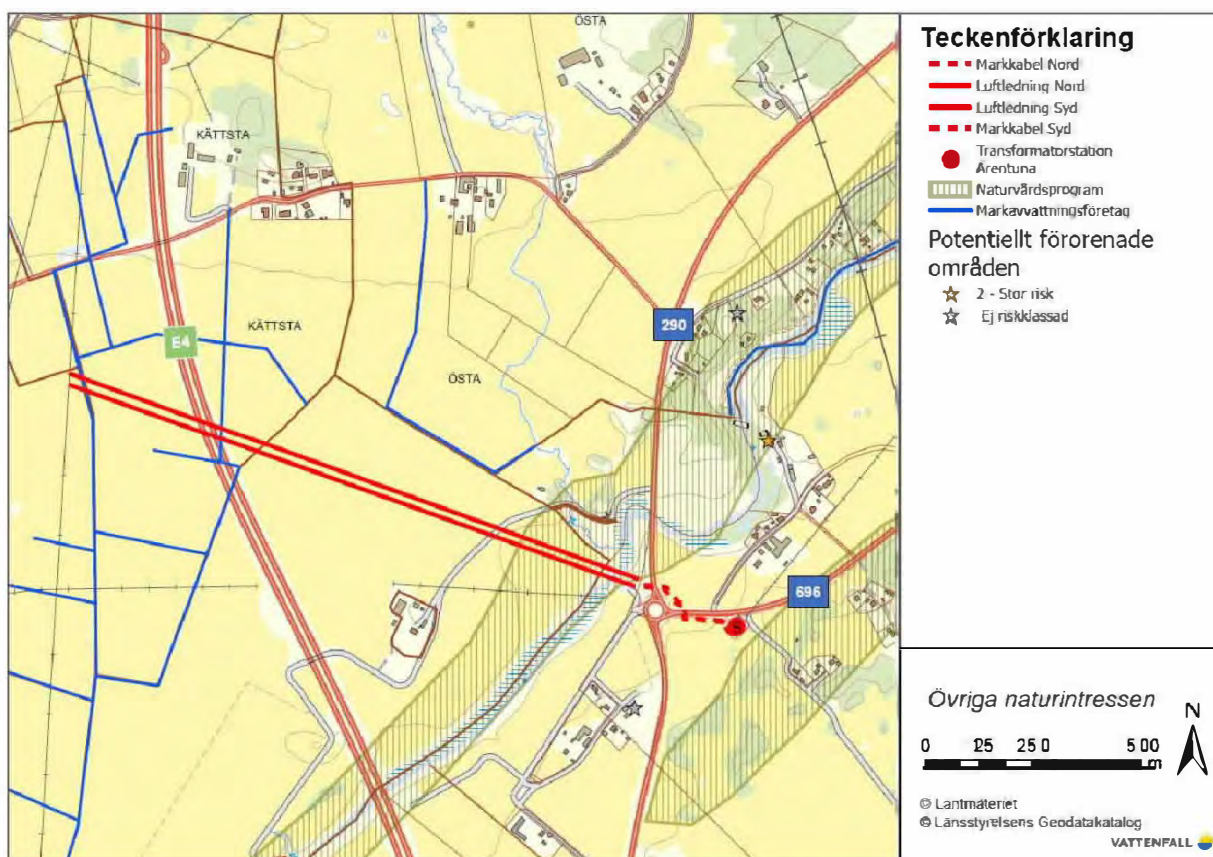 ÖSTA
KÄTTSTA
KÄTTSTA
ÖSTA
E4
290
696
Teckenförklaring
Markkabel Nord
Luftledning Nord
Luftledning Syd
Markkabel Syd
Transformatorstation
Ärentuna
Naturvårdsprogram
Markavvattningsföretag
Potentiellt förorenade
områden
2 - Stor risk
Ej riskklassad
Övriga naturintressen
N
0 125 250 500
m
© Lantmäteriet
© Länsstyrelsens Geodatakatalog
VATTENFALL